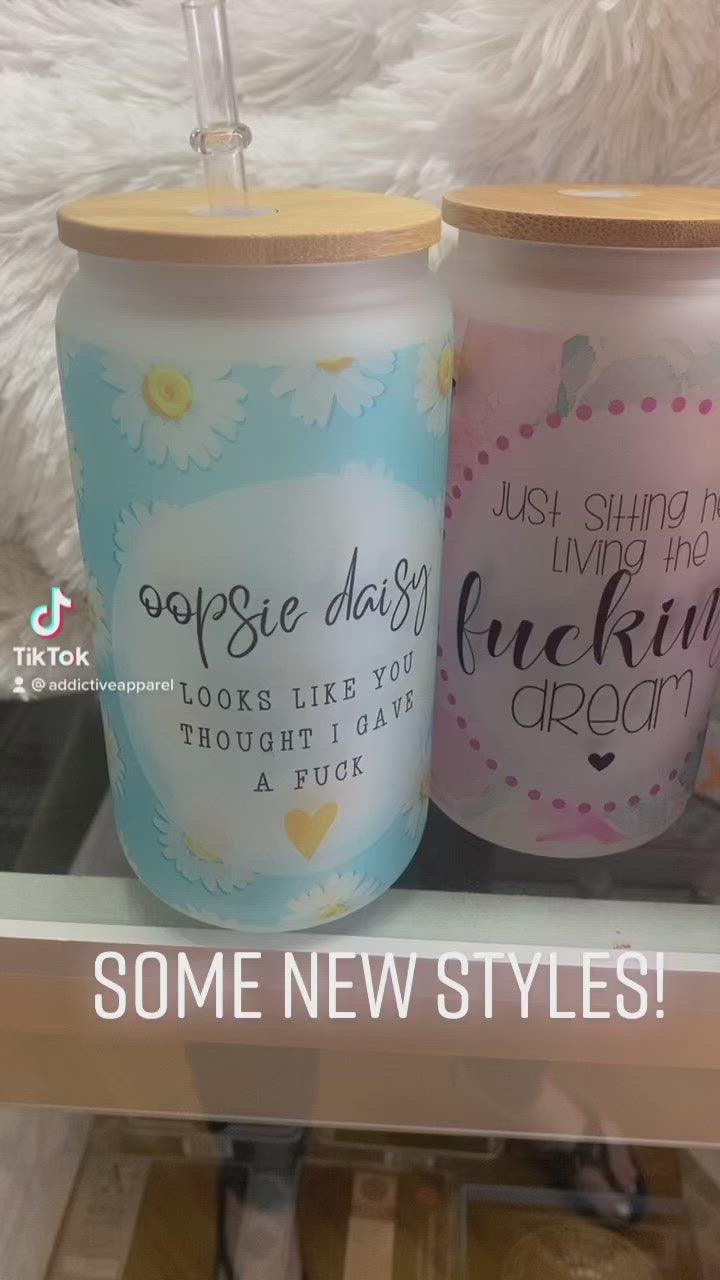 oopsie daisy
LOOKS LIKE YOU
THOUGHT I GAVE
A FUCK
just sitting
Living the
dream
TikTok
@addictiveapparel
SOME NEW STYLES!